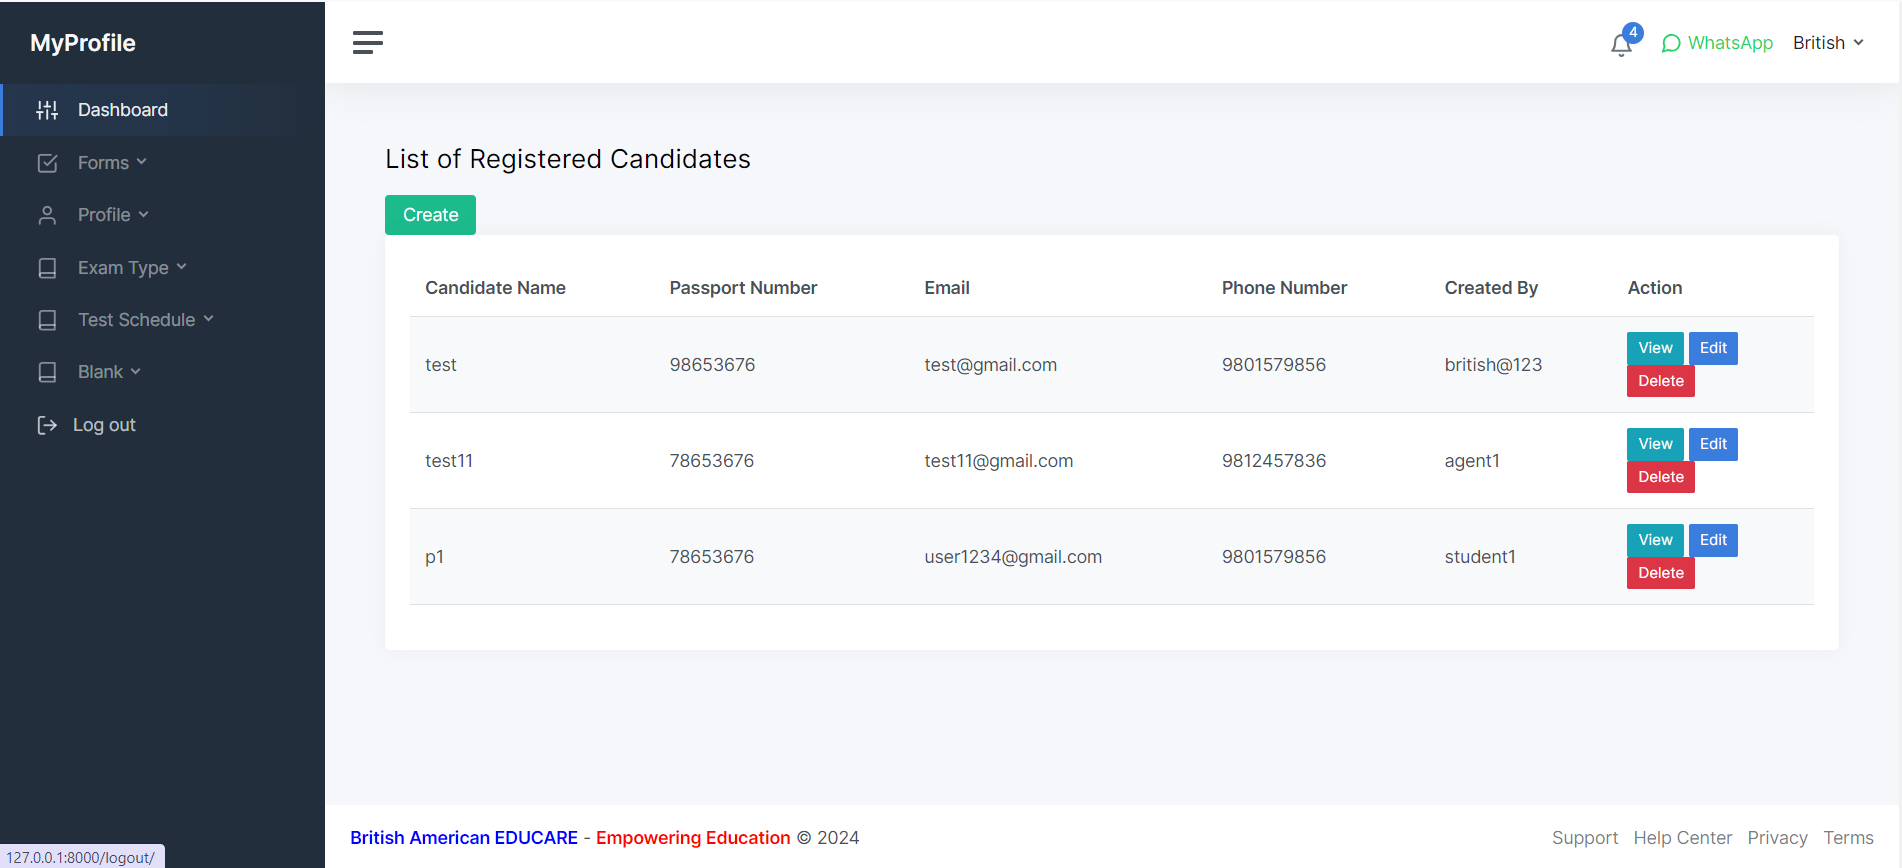 MyProfile
Dashboard
Forms
Profile
Exam Type
Test Schedule
Blank
Log out
4
WhatsApp
British
List of Registered Candidates
Create
Candidate Name Passport Number Email Phone Number Created By Action
test 98653676 test@gmail.com 9801579856 british@123 View Edit
Delete
test11 78653676 test11@gmail.com 9812457836 agent1 View Edit
Delete
p1 78653676 user1234@gmail.com 9801579856 student1 View Edit
Delete
British American EDUCARE - Empowering Education © 2024
Support Help Center Privacy Terms
127.0.0.1:8000/logout/